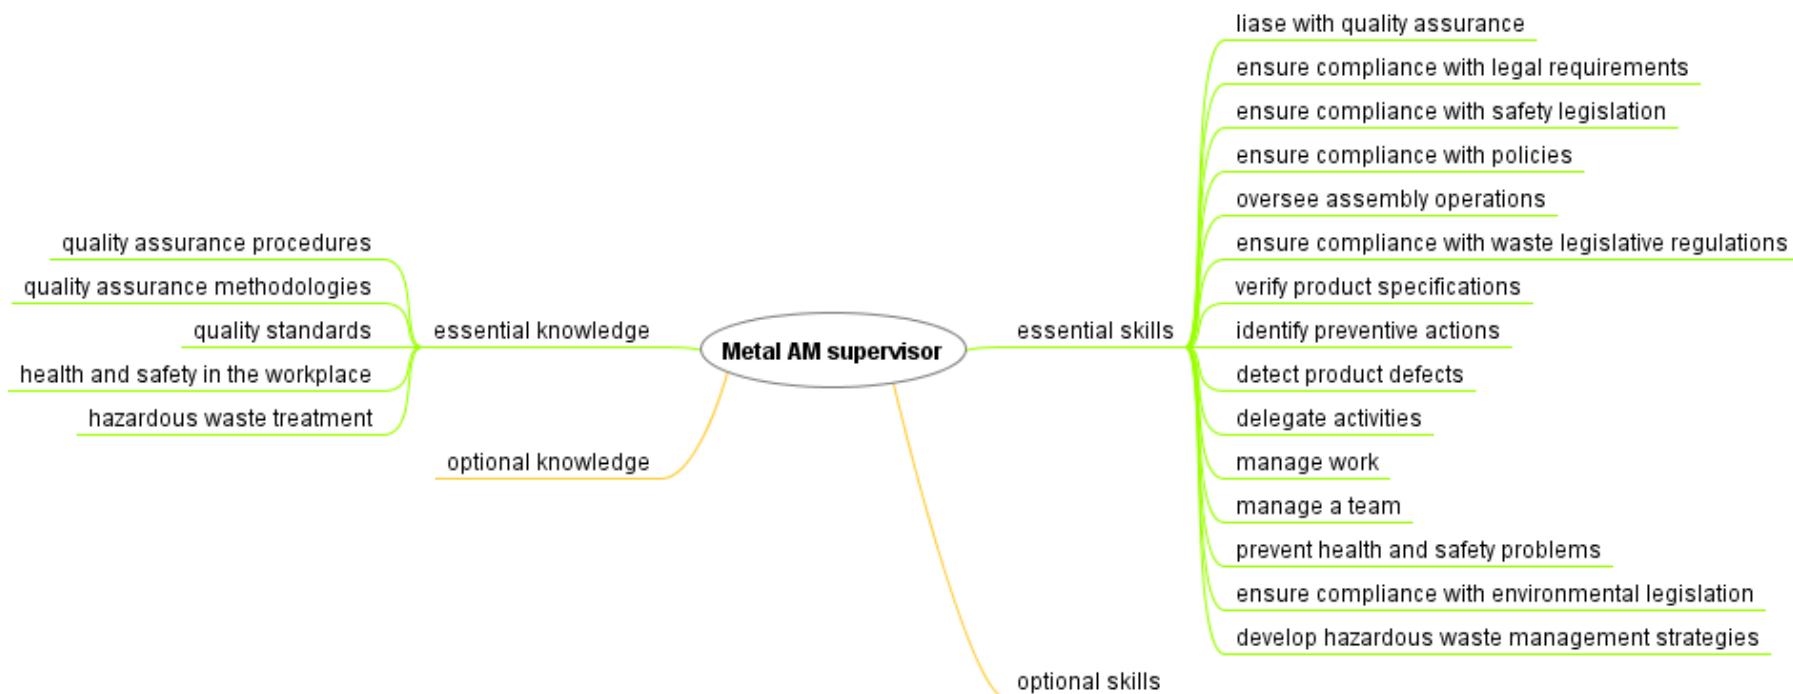 liase with quality assurance
ensure compliance with legal requirements
ensure compliance with safety legislation
ensure compliance with policies
oversee assembly operations
quality assurance procedures
ensure compliance with waste legislative regulations
quality assurance methodologies
verify product specifications
quality standards
essential knowledge
Metal AM supervisor
essential skills
identify preventive actions
health and safety in the workplace
detect product defects
hazardous waste treatment
delegate activities
optional knowledge
manage work
manage a team
prevent health and safety problems
ensure compliance with environmental legislation
develop hazardous waste management strategies
optional skills